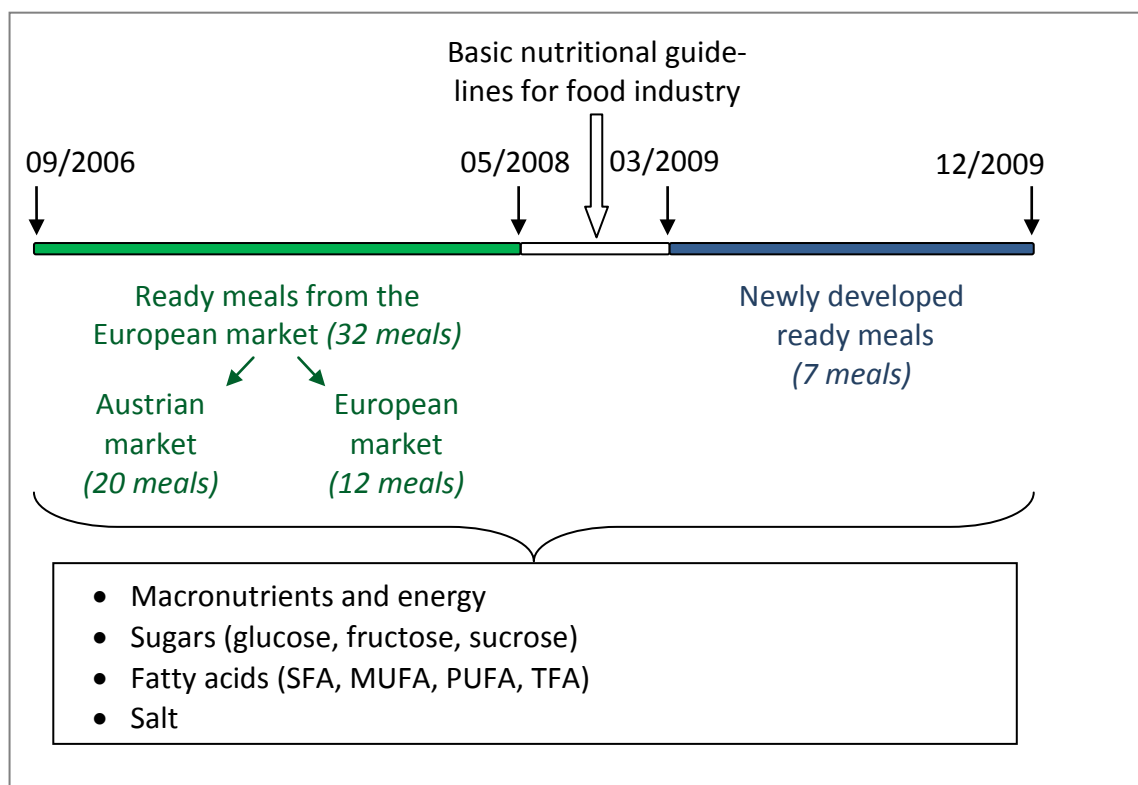 Basic nutritional guide-
lines for food industry
09/2006
05/2008
03/2009
12/2009
Ready meals from the
European market (32 meals)
Newly developed
ready meals
(7 meals)
Austrian
market
(20 meals)
European
market
(12 meals)
• Macronutrients and energy
• Sugars (glucose, fructose, sucrose)
• Fatty acids (SFA, MUFA, PUFA, TFA)
• Salt